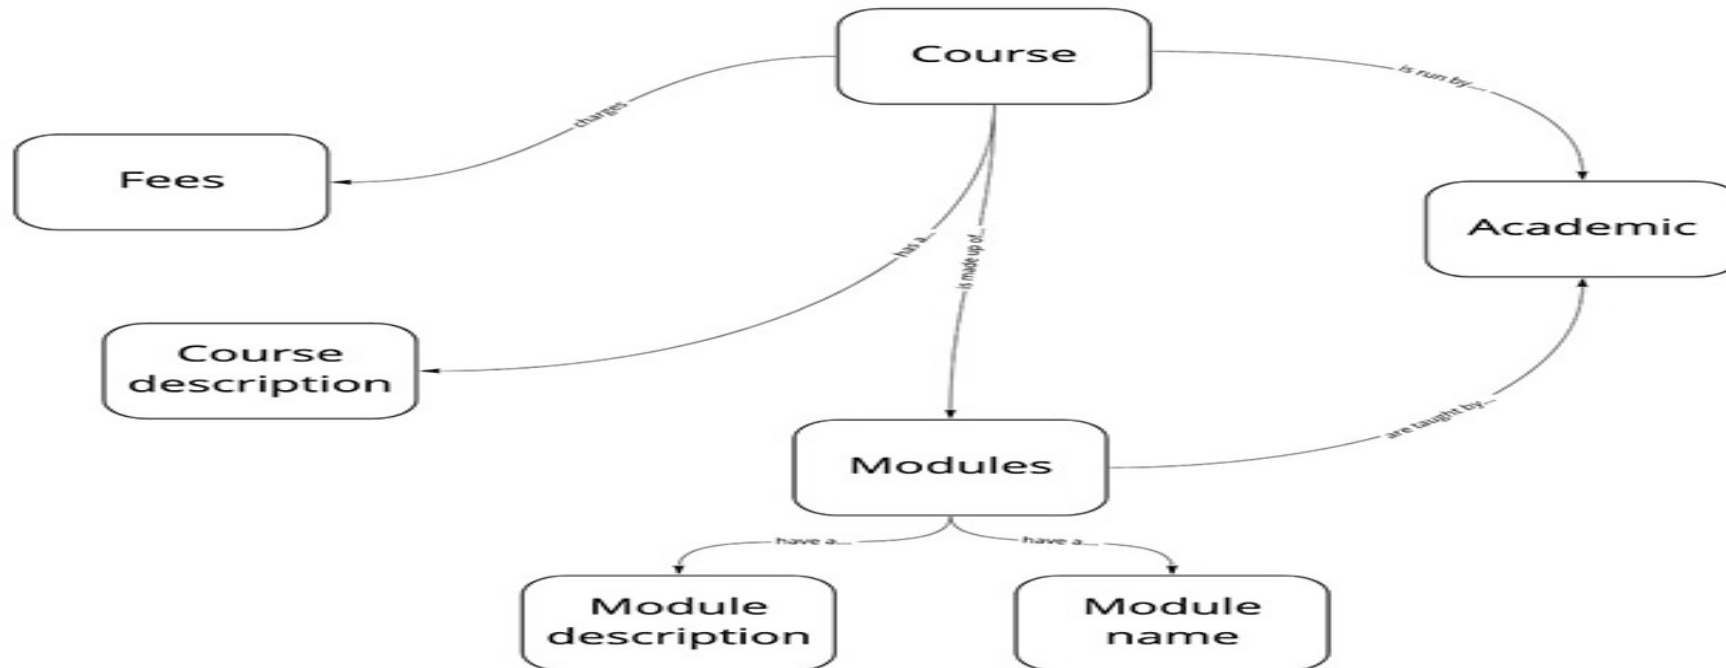 Course
is run by...
charges
Fees
Academic
has a...
is made up of...
Course
description
are taught by...
Modules
have a...
have a...
Module
description
Module
name